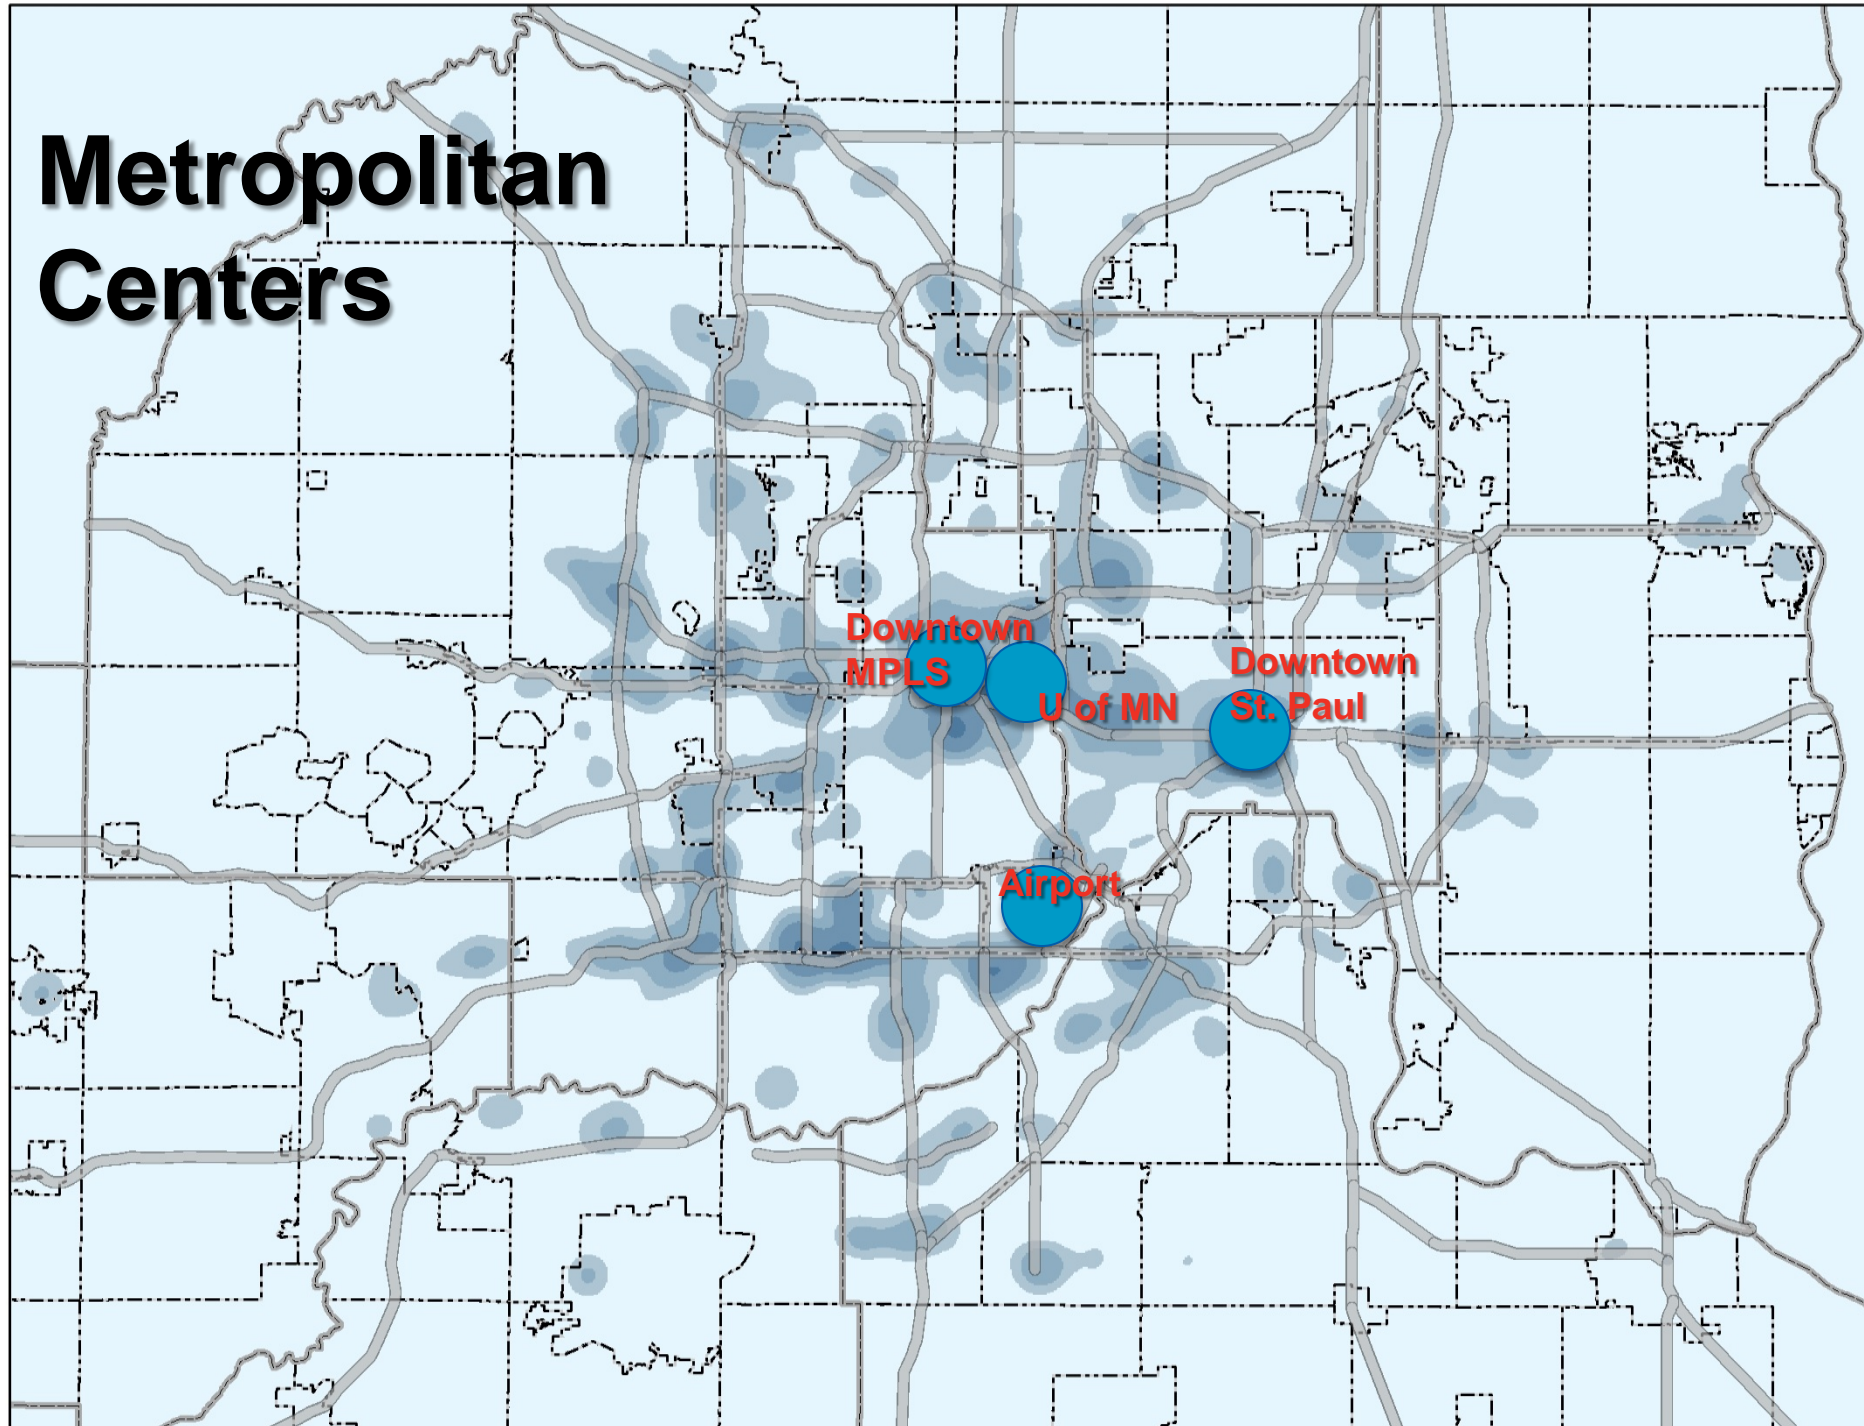 Metropolitan
Centers
Downtown
MPLS
U of MN
Downtown
St. Paul
Airport